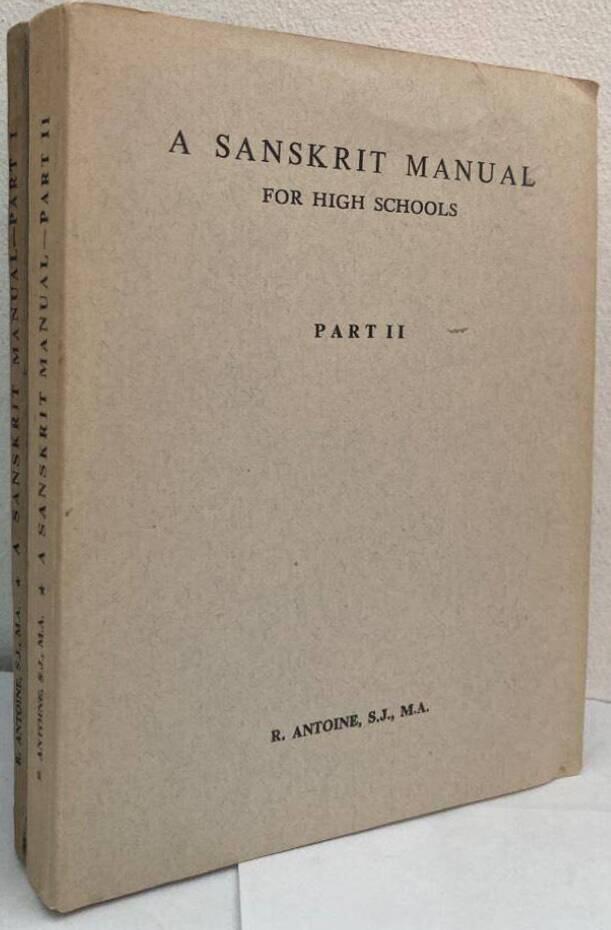 A SANSKRIT MANUAL
FOR HIGH SCHOOLS
PART II
R. ANTOINE, S.J., M.A.
R. ANTOINE, S.J., M.A. ★ A SANSKRIT MANUAL—PART I
R ANTOINE, S.J., M.A. ★ A SANSKRIT MANUAL—PART II